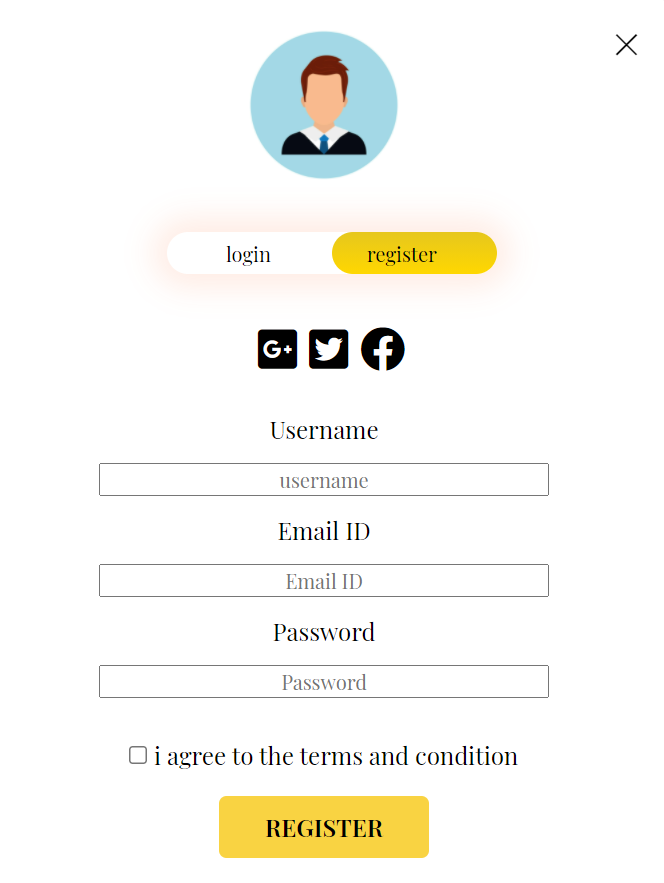 login register
G+
Username
username
Email ID
Email ID
Password
Password
i agree to the terms and condition
REGISTER